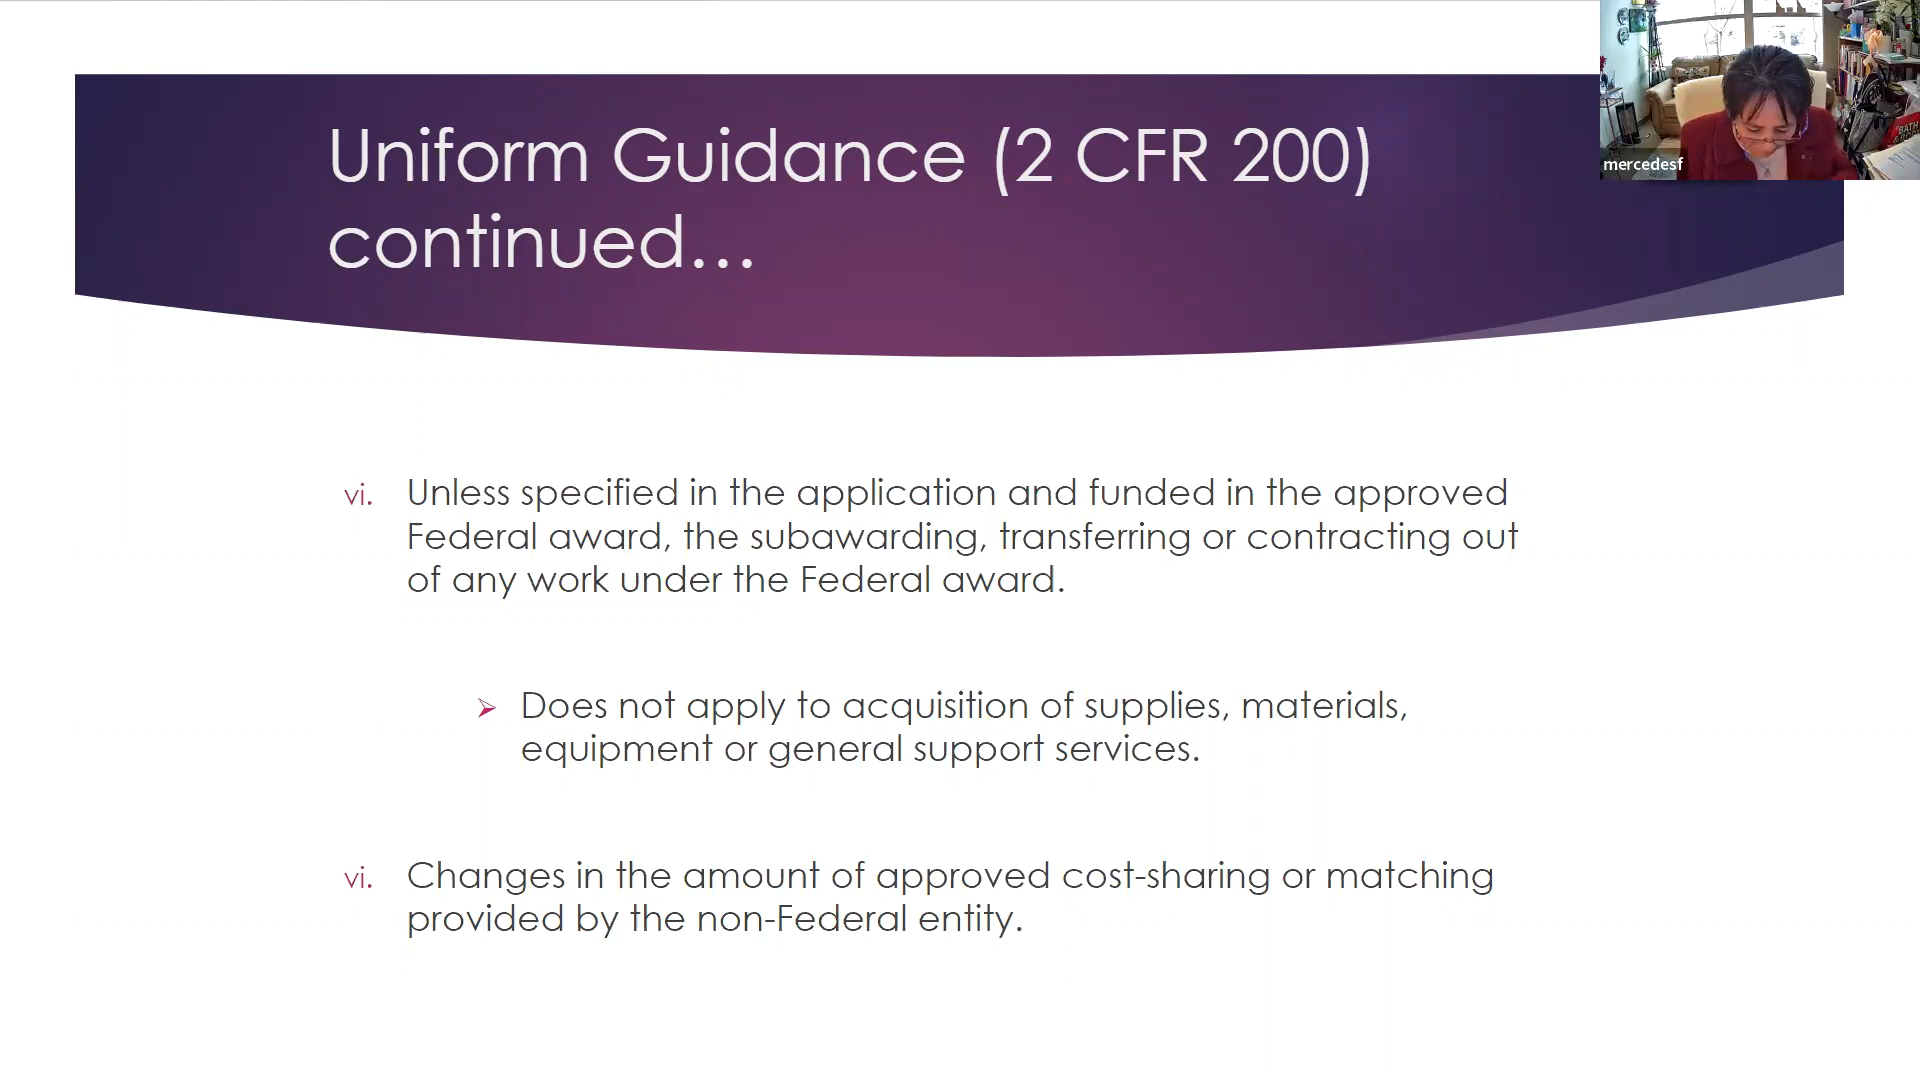 Uniform Guidance (2 CFR 200)
continued…
mercedesf
vi. Unless specified in the application and funded in the approved
Federal award, the subawarding, transferring or contracting out
of any work under the Federal award.
Does not apply to acquisition of supplies, materials,
equipment or general support services.
vi. Changes in the amount of approved cost-sharing or matching
provided by the non-Federal entity.